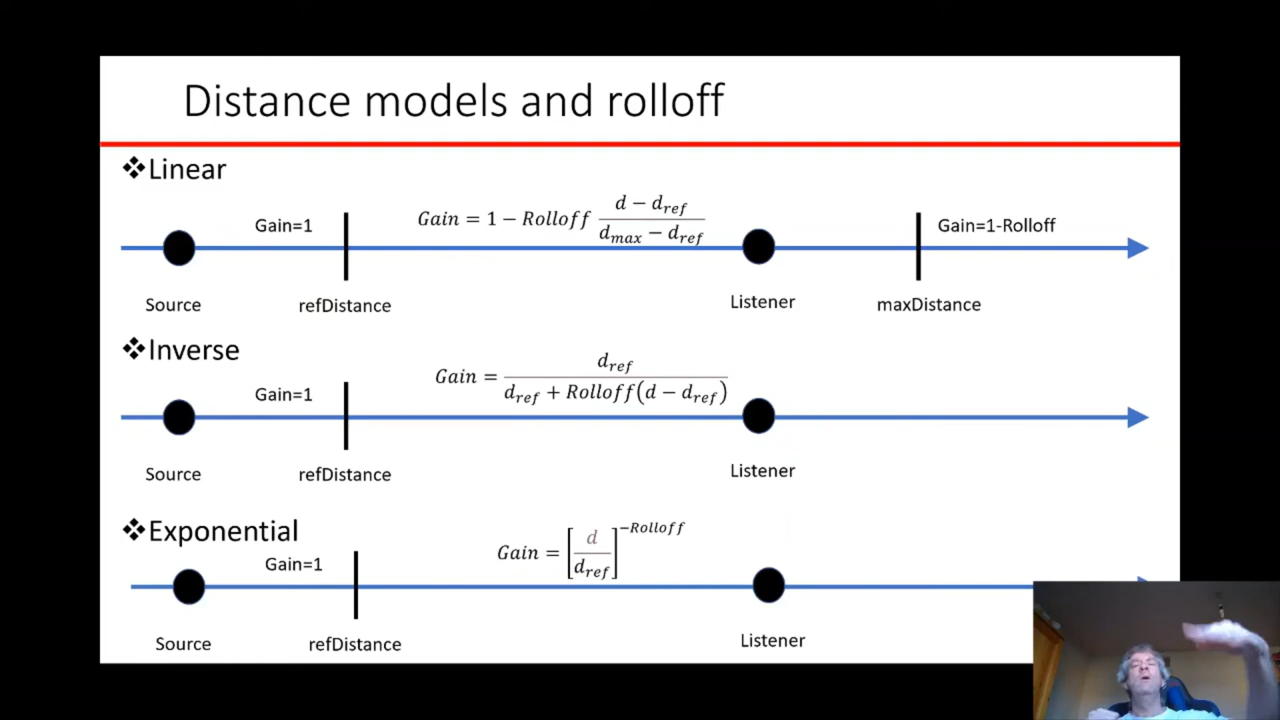 Distance models and rolloff
❖Linear
Gain=1
Gain = 1 − Rolloff (d − d_ref)/(d_max − d_ref)
Gain=1-Rolloff
Source
refDistance
Listener
maxDistance
❖Inverse
Gain=1
Gain = d_ref/(d_ref + Rolloff(d − d_ref))
Source
refDistance
Listener
❖Exponential
Gain=1
Gain = [d/d_ref]^−Rolloff
Source
refDistance
Listener